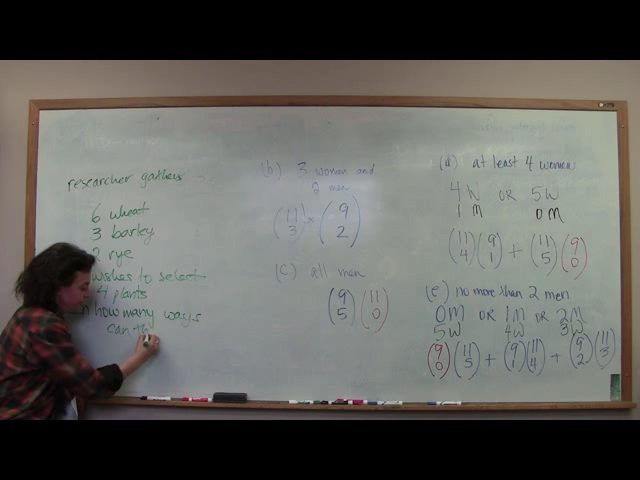 researcher gathers
6 wheat
3 barley
2 rye
wishes to select
4 plants
how many ways
can th
(b) 3 women and
2 men
(11 3) × (9 2)
(c) all men
(9 5) (11 0)
(d) at least 4 women
4W OR 5W
1M 0M
(11 4) (9 1) + (11 5) (9 0)
(e) no more than 2 men
0M OR 1M OR 2M
5W 4W 3W
(9 0) (11 5) + (9 1) (11 4) + (9 2) (11 3)